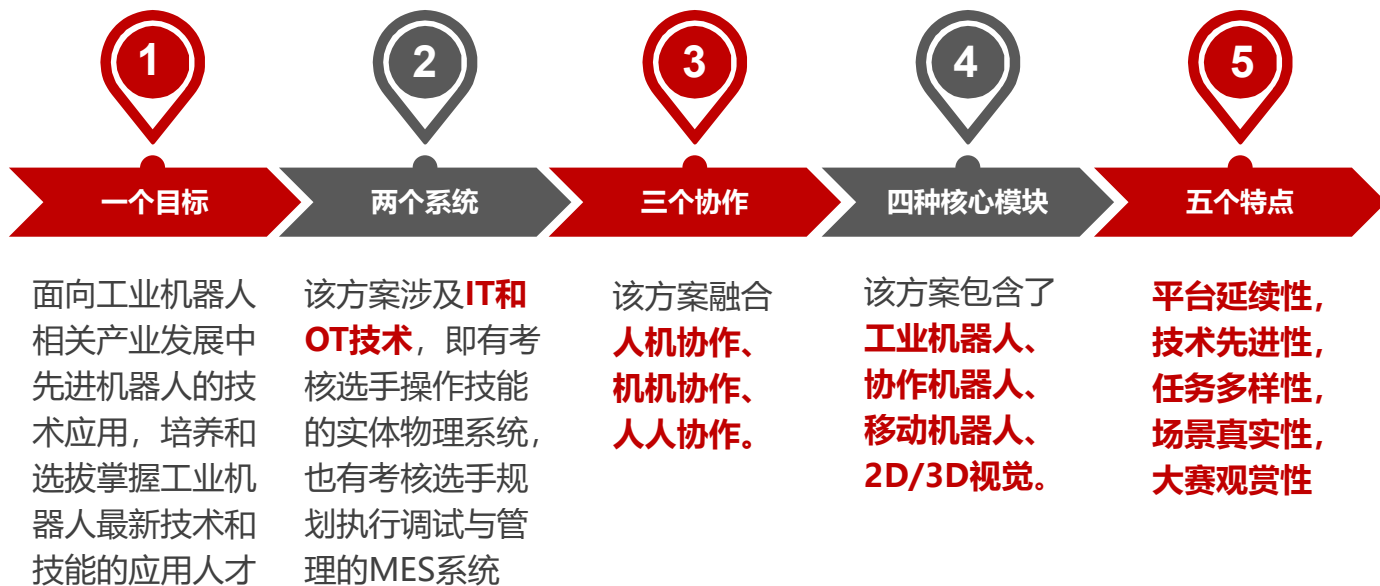 1
2
3
4
5
一个目标
两个系统
三个协作
四种核心模块
五个特点
面向工业机器人
相关产业发展中
先进机器人的技
术应用，培养和
选拔掌握工业机
器人最新技术和
技能的应用人才
该方案涉及IT和
OT技术，即有考
核选手操作技能
的实体物理系统，
也有考核选手规
划执行调试与管
理的MES系统
该方案融合
人机协作、
机机协作、
人人协作。
该方案包含了
工业机器人、
协作机器人、
移动机器人、
2D/3D视觉。
平台延续性，
技术先进性，
任务多样性，
场景真实性，
大赛观赏性